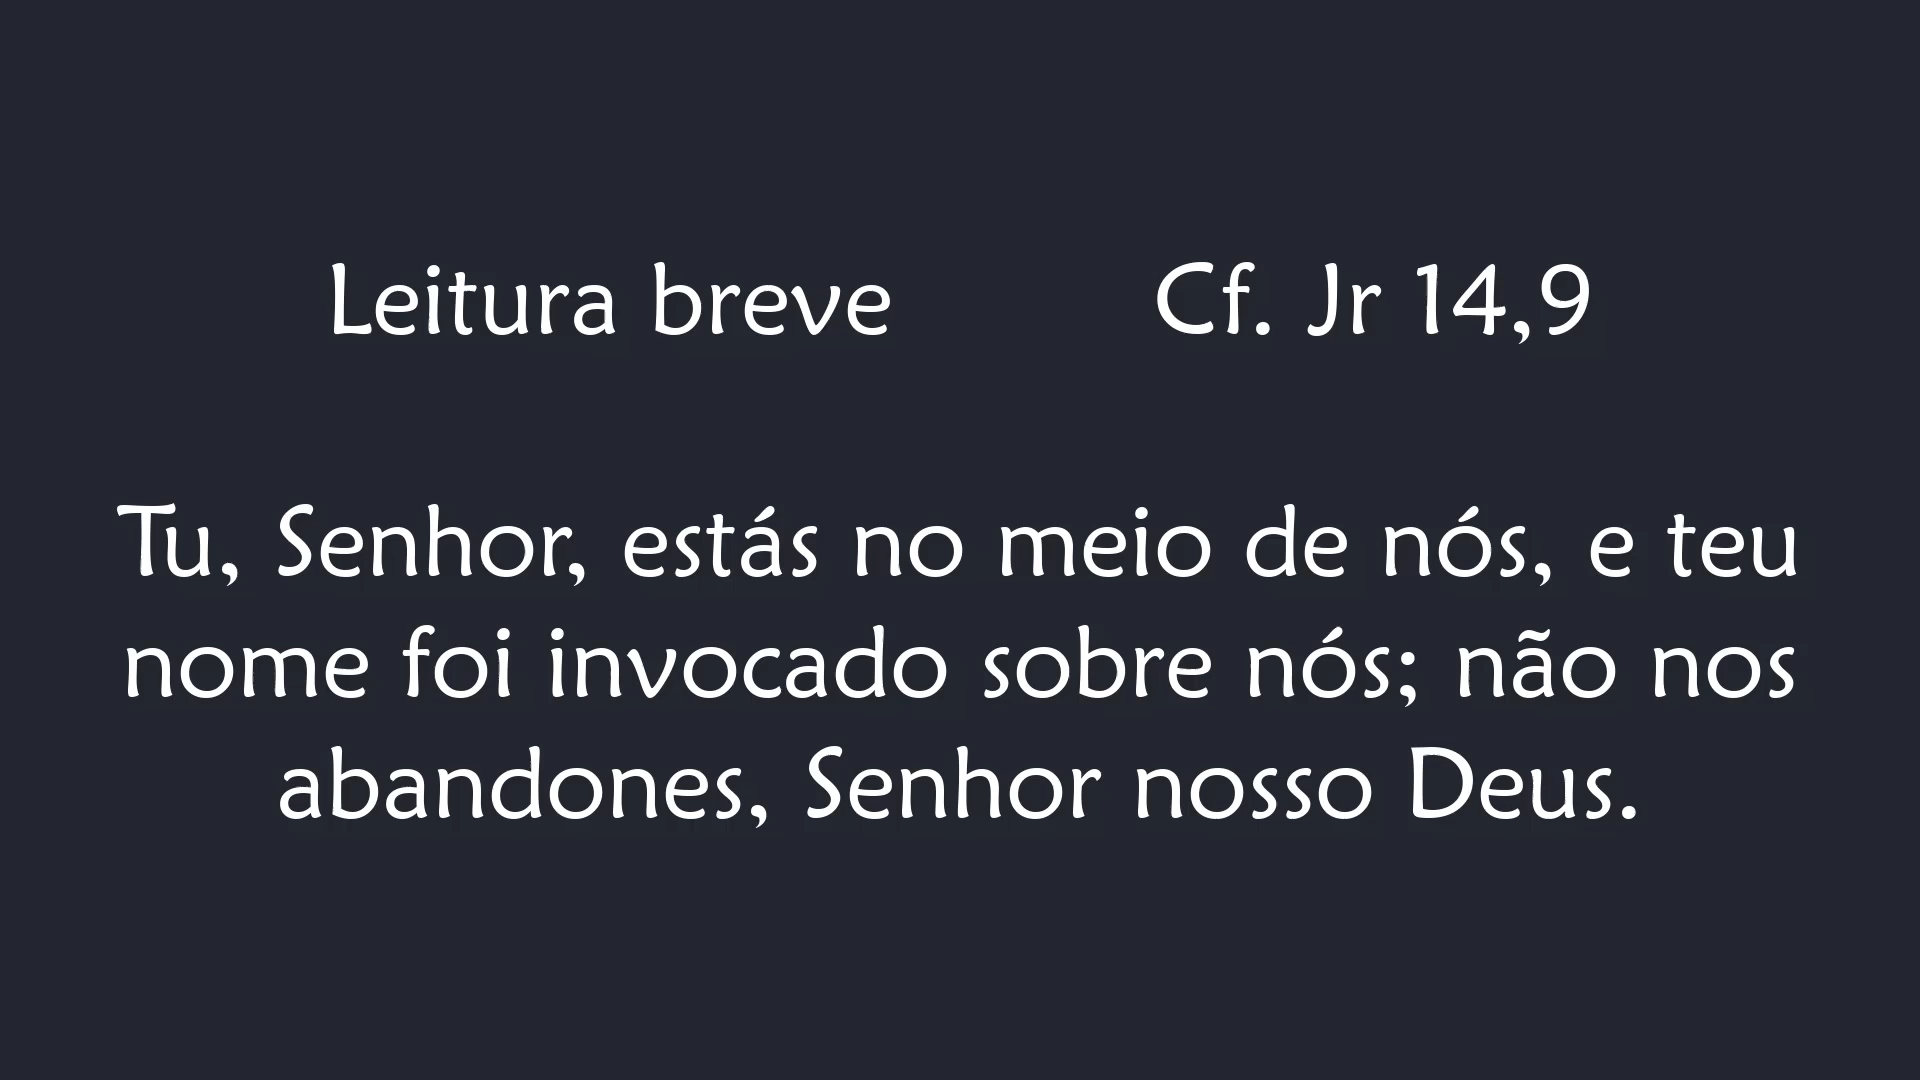 Leitura breve Cf. Jr 14,9
Tu, Senhor, estás no meio de nós, e teu
nome foi invocado sobre nós; não nos
abandones, Senhor nosso Deus.